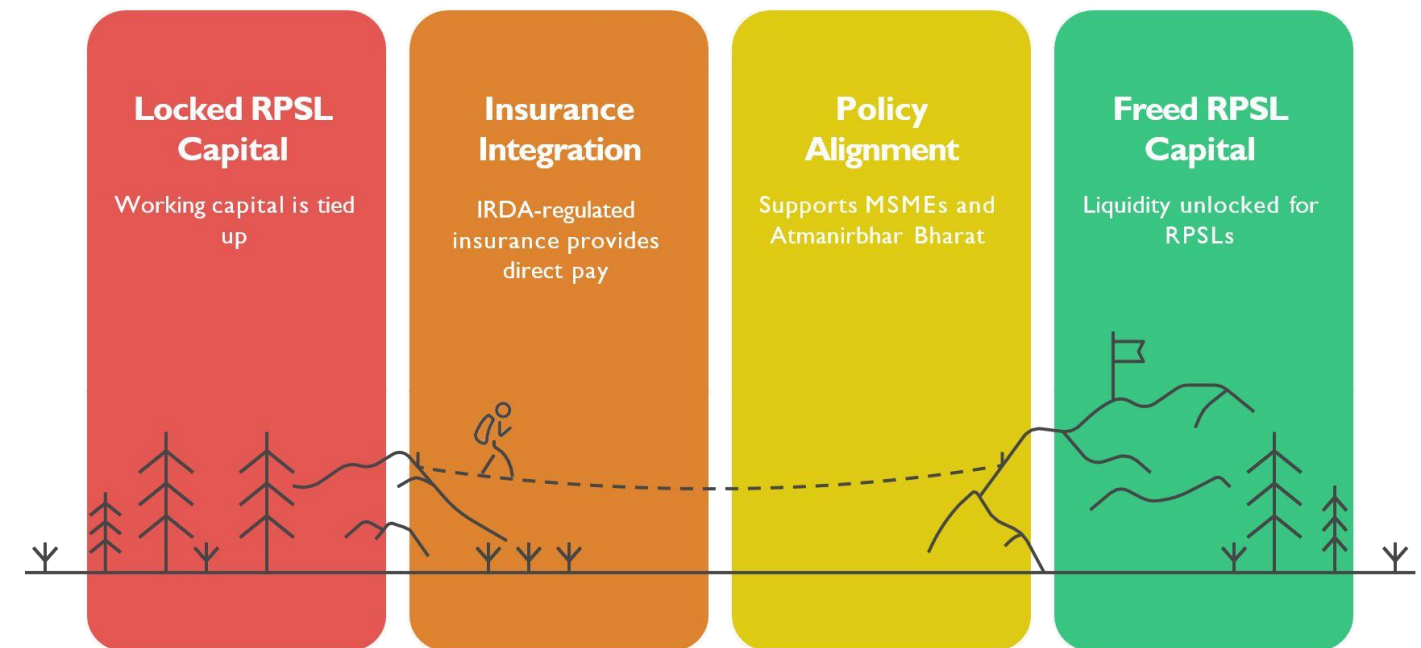 Locked RPSL
Capital
Working capital is tied
up
Insurance
Integration
IRDA-regulated
insurance provides
direct pay
Policy
Alignment
Supports MSMEs and
Atmanirbhar Bharat
Freed RPSL
Capital
Liquidity unlocked for
RPSLs